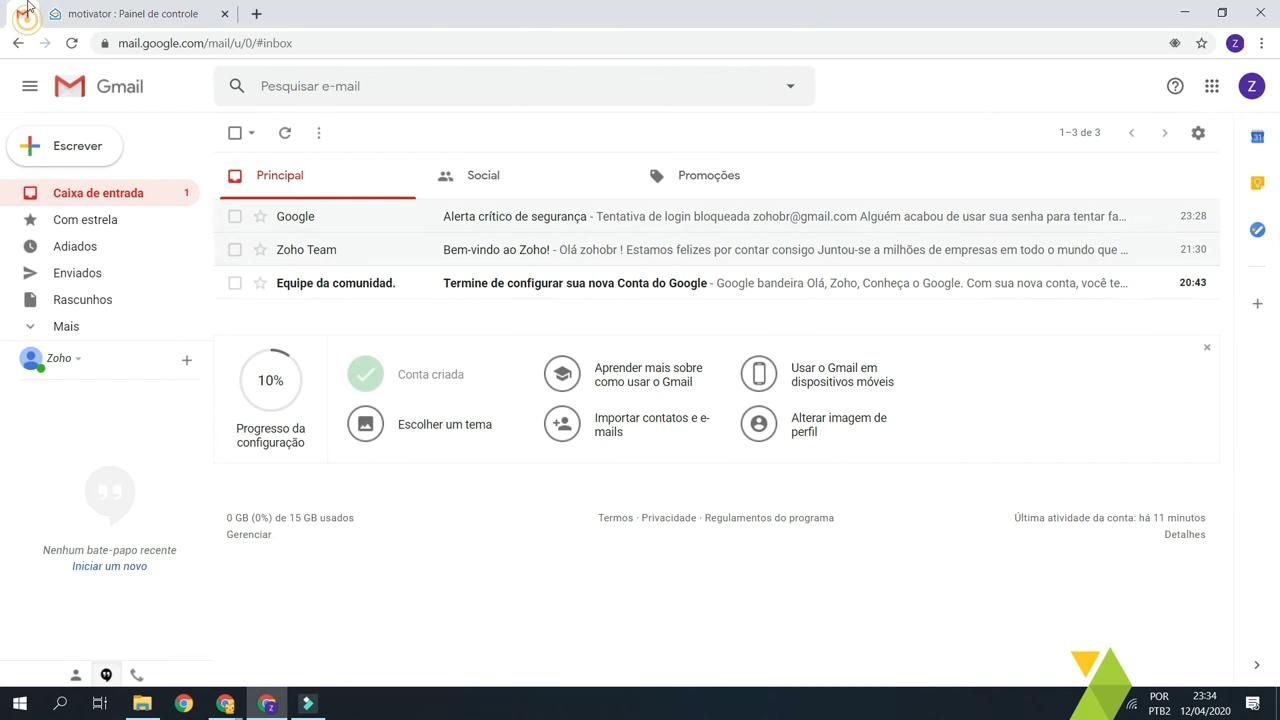 motivator : Painel de controle
mail.google.com/mail/u/0/#inbox
Z
Gmail
Pesquisar e-mail
Z
Escrever
1–3 de 3
31
Caixa de entrada 1
Com estrela
Adiados
Enviados
Rascunhos
Mais
Zoho
Principal
Social
Promoções
Google Alerta crítico de segurança - Tentativa de login bloqueada zohobr@gmail.com Alguém acabou de usar sua senha para tentar fa... 23:28
Zoho Team Bem-vindo ao Zoho! - Olá zohobr ! Estamos felizes por contar consigo Juntou-se a milhões de empresas em todo o mundo que ... 21:30
Equipe da comunidad. Termine de configurar sua nova Conta do Google - Google bandeira Olá, Zoho, Conheça o Google. Com sua nova conta, você te... 20:43
10%
Progresso da
configuração
Conta criada
Aprender mais sobre
como usar o Gmail
Usar o Gmail em
dispositivos móveis
Escolher um tema
Importar contatos e e-
mails
Alterar imagem de
perfil
0 GB (0%) de 15 GB usados
Gerenciar
Termos · Privacidade · Regulamentos do programa
Última atividade da conta: há 11 minutos
Detalhes
Nenhum bate-papo recente
Iniciar um novo
POR
PTB2
23:34
12/04/2020